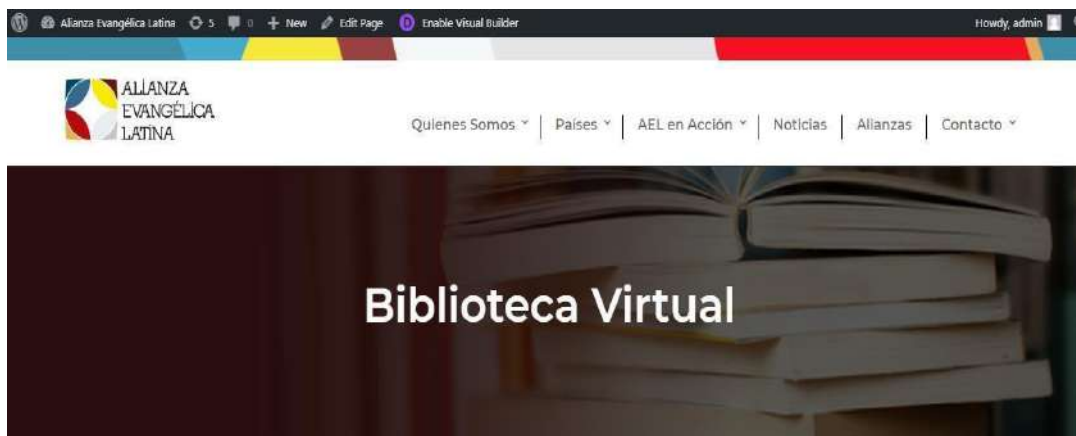 Alianza Evangélica Latina 5 0 New Edit Page Enable Visual Builder Howdy, admin
ALIANZA
EVANGÉLICA
LATINA
Quienes Somos Países AEL en Acción Noticias Alianzas Contacto
Biblioteca Virtual